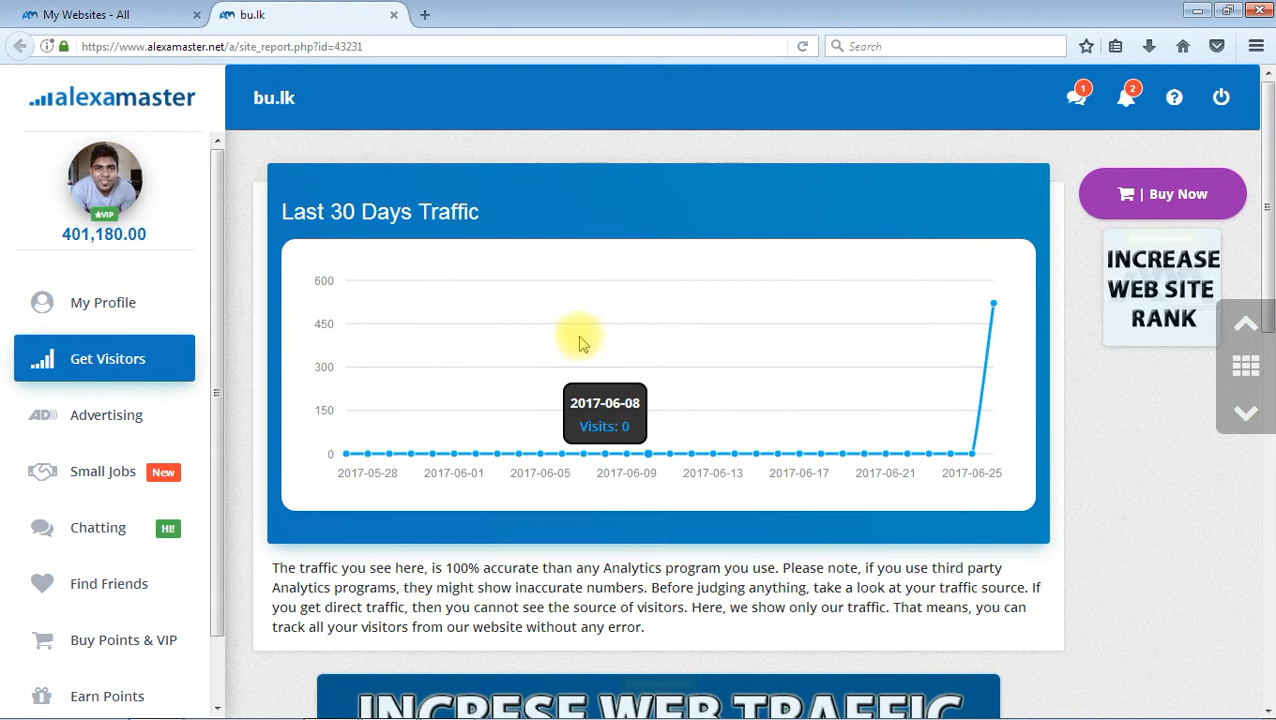 My Websites - All
bu.lk
https://www.alexamaster.net/a/site_report.php?id=43231
Search
alexamaster
VIP
401,180.00
My Profile
Get Visitors
Advertising
Small Jobs New
Chatting HI!
Find Friends
Buy Points & VIP
Earn Points
bu.lk
1
2
Last 30 Days Traffic
600
450
300
150
0
2017-06-08
Visits: 0
2017-05-28 2017-06-01 2017-06-05 2017-06-09 2017-06-13 2017-06-17 2017-06-21 2017-06-25
The traffic you see here, is 100% accurate than any Analytics program you use. Please note, if you use third party
Analytics programs, they might show inaccurate numbers. Before judging anything, take a look at your traffic source. If
you get direct traffic, then you cannot see the source of visitors. Here, we show only our traffic. That means, you can
track all your visitors from our website without any error.
INCRESE WEB TRAFFIC
| Buy Now
INCREASE
WEB SITE
RANK